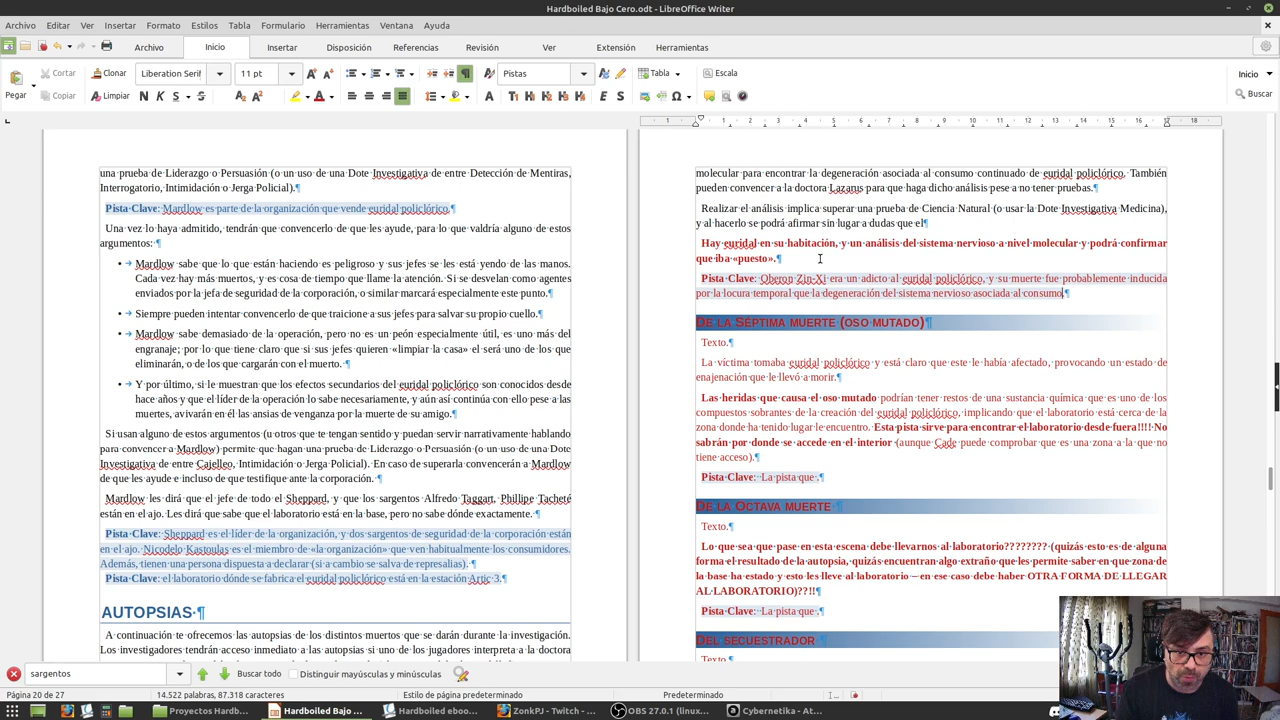 Hardboiled Bajo Cero.odt - LibreOffice Writer
Archivo Editar Ver Insertar Formato Estilos Tabla Formulario Herramientas Ventana Ayuda
Archivo Inicio Insertar Disposición Referencias Revisión Ver Extensión Herramientas
Pegar Cortar Clonar Liberation Serif 11 pt Pistas Tabla Escala Inicio
Copiar Limpiar Buscar
una prueba de Liderazgo o Persuasión (o un uso de una Dote Investigativa de entre Detección de Mentiras,
Interrogatorio, Intimidación o Jerga Policial).¶
Pista Clave: Mardlow es parte de la organización que vende euridal policlórico.¶
Una vez lo haya admitido, tendrán que convencerlo de que les ayude, para lo que valdría alguno de estos
argumentos: ¶
• Mardlow sabe que lo que están haciendo es peligroso y sus jefes se les está yendo de las manos.
Cada vez hay más muertos, y es cosa de tiempo que llame la atención. Si se desvelan como agentes
enviados por la jefa de seguridad de la corporación, o similar marcará especialmente este punto.¶
• Siempre pueden intentar convencerlo de que traicione a sus jefes para salvar su propio cuello.¶
• Mardlow sabe demasiado de la operación, pero no es un peón especialmente útil, es uno más del
engranaje; por lo que tiene claro que si sus jefes quieren «limpiar la casa» el será uno de los que
eliminarán, o de los que cargarán con el muerto. ¶
• Y por último, si le muestran que los efectos secundarios del euridal policlórico son conocidos desde
hace años y que el líder de la operación lo sabe necesariamente, y aún así continúa con ello pese a las
muertes, avivarán en él las ansias de venganza por la muerte de su amigo.¶
Si usan alguno de estos argumentos (u otros que te tengan sentido y puedan servir narrativamente hablando
para convencer a Mardlow) permite que hagan una prueba de Liderazgo o Persuasión (o un uso de una Dote
Investigativa de entre Cajelleo, Intimidación o Jerga Policial). En caso de superarla convencerán a Mardlow
de que les ayude e incluso de que testifique ante la corporación. ¶
Mardlow les dirá que el jefe de todo el Sheppard, y que los sargentos Alfredo Taggart, Phillipe Tacheté
están en el ajo. Les dirá que sabe que el laboratorio está en la base, pero no sabe dónde exactamente. ¶
Pista Clave: Sheppard es el líder de la organización, y dos sargentos de seguridad de la corporación están
en el ajo. Nicodelo Kastoulas es el miembro de «la organización» que ven habitualmente los consumidores.
Además, tienen una persona dispuesta a declarar (si a cambio se salva de represalias). ¶
Pista Clave: el laboratorio dónde se fabrica el euridal policlórico está en la estación Artic 3.¶
AUTOPSIAS ¶
A continuación te ofrecemos las autopsias de los distintos muertos que se darán durante la investigación.
Los investigadores tendrán acceso inmediato a las autopsias si uno de los jugadores interpreta a la doctora
molecular para encontrar la degeneración asociada al consumo continuado de euridal policlórico. También
pueden convencer a la doctora Lazarus para que haga dicho análisis pese a no tener pruebas.¶
Realizar el análisis implica superar una prueba de Ciencia Natural (o usar la Dote Investigativa Medicina),
y al hacerlo se podrá afirmar sin lugar a dudas que el¶
Hay euridal en su habitación, y un análisis del sistema nervioso a nivel molecular y podrá confirmar
que iba «puesto».¶
Pista Clave: Oberon Zin-Xi era un adicto al euridal policlórico, y su muerte fue probablemente inducida
por la locura temporal que la degeneración del sistema nervioso asociada al consumo.¶
DE LA SÉPTIMA MUERTE (OSO MUTADO)¶
Texto.¶
La víctima tomaba euridal policlórico y está claro que este le había afectado, provocando un estado de
enajenación que le llevó a morir.¶
Las heridas que causa el oso mutado podrían tener restos de una sustancia química que es uno de los
compuestos sobrantes de la creación del euridal policlórico, implicando que el laboratorio está cerca de la
zona donde ha tenido lugar le encuentro. Esta pista sirve para encontrar el laboratorio desde fuera!!!! No
sabrán por donde se accede en el interior (aunque Cade puede comprobar que es una zona a la que no
tiene acceso).¶
Pista Clave: La pista que .¶
DE LA OCTAVA MUERTE ¶
Texto.¶
Lo que sea que pase en esta escena debe llevarnos al laboratorio???????? (quizás esto es de alguna
forma el resultado de la autopsia, quizás encuentran algo extraño que les permite saber en que zona de
la base ha estado y esto les lleve al laboratorio – en ese caso debe haber OTRA FORMA DE LLEGAR
AL LABORATORIO)??!!¶
Pista Clave: La pista que .¶
DEL SECUESTRADOR ¶
Texto.¶
sargentos Buscar todo Distinguir mayúsculas y minúsculas
Página 20 de 27 14.522 palabras, 87.318 caracteres Estilo de página predeterminado Predeterminado
Proyectos Hardb... Hardboiled Bajo ... Hardboiled eboo... ZonkPJ - Twitch - ... OBS 27.0.1 (linux... Cybernetika - At...